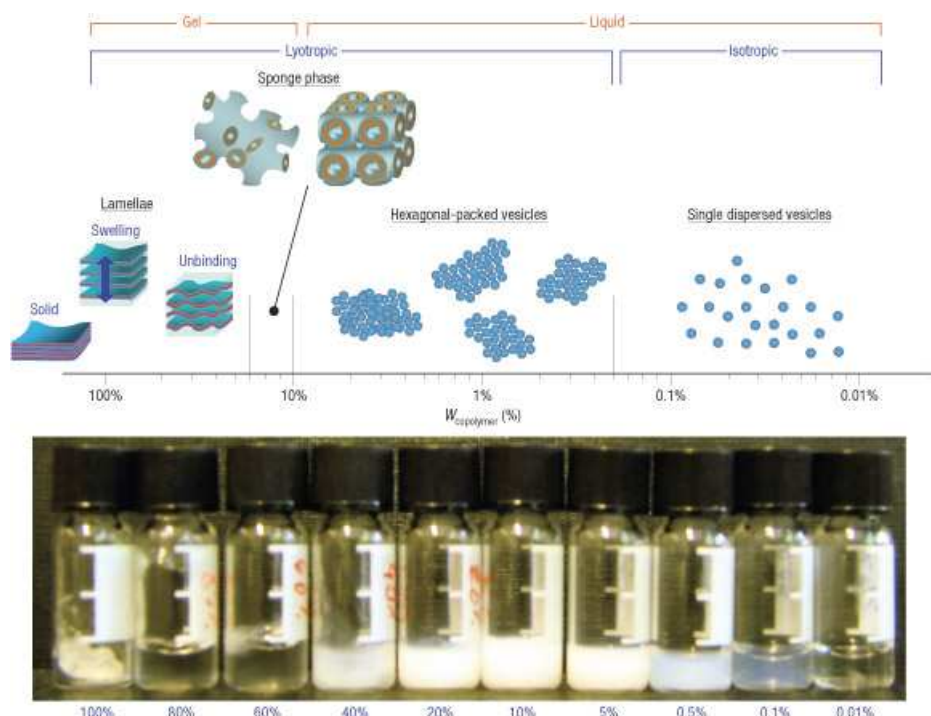 Gel Liquid
Lyotropic Isotropic
Sponge phase
Lamellae
Swelling
Unbinding
Solid
Hexagonal-packed vesicles
Single dispersed vesicles
100% 10% 1% 0.1% 0.01%
Wcopolymer (%)
100% 80% 60% 40% 20% 10% 5% 0.5% 0.1% 0.01%